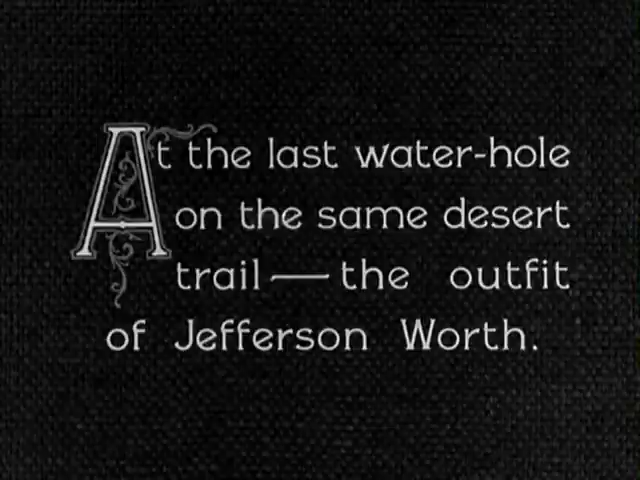 At the last water-hole
on the same desert
trail — the outfit
of Jefferson Worth.